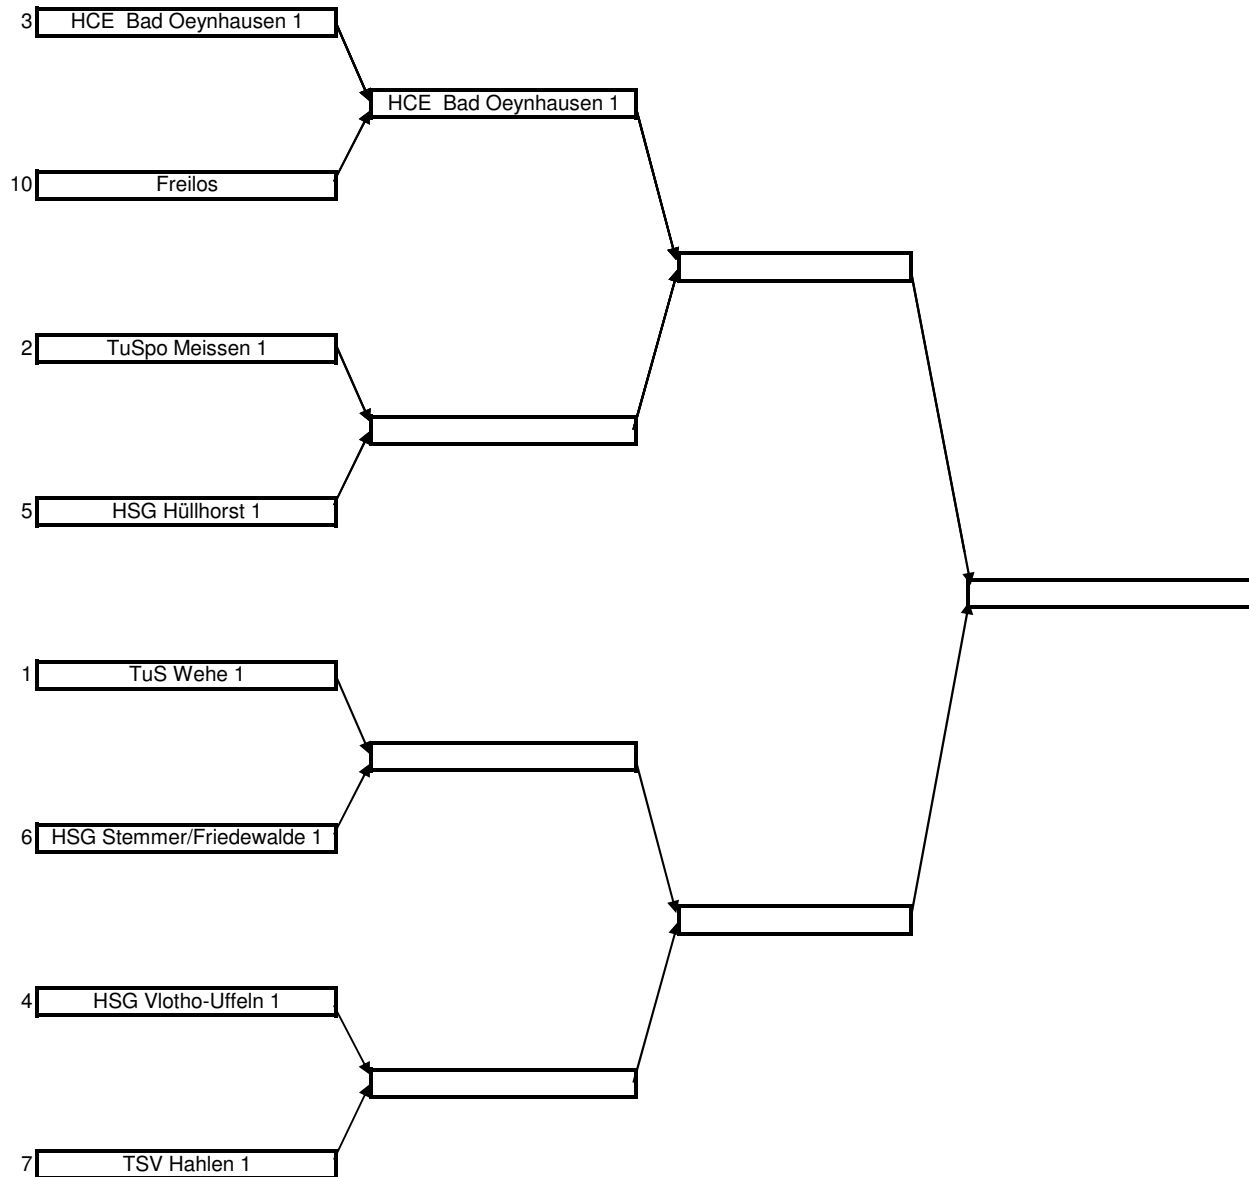 3 HCE  Bad Oeynhausen 1
HCE  Bad Oeynhausen 1
10 Freilos
2 TuSpo Meissen 1
5 HSG Hüllhorst 1
1 TuS Wehe 1
6 HSG Stemmer/Friedewalde 1
4 HSG Vlotho-Uffeln 1
7 TSV Hahlen 1